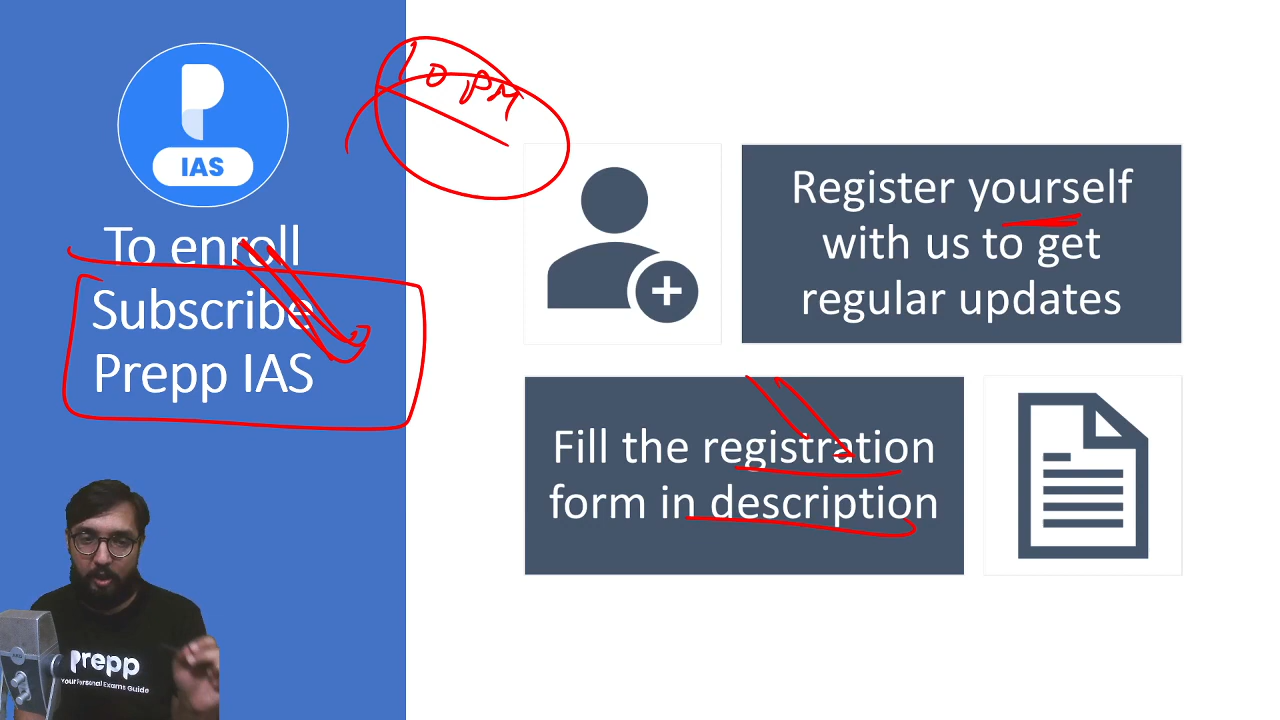 IAS
To enroll
Subscribe
Prepp IAS
10 PM
Register yourself
with us to get
regular updates
Fill the registration
form in description
prepp
Your Personal Exams Guide